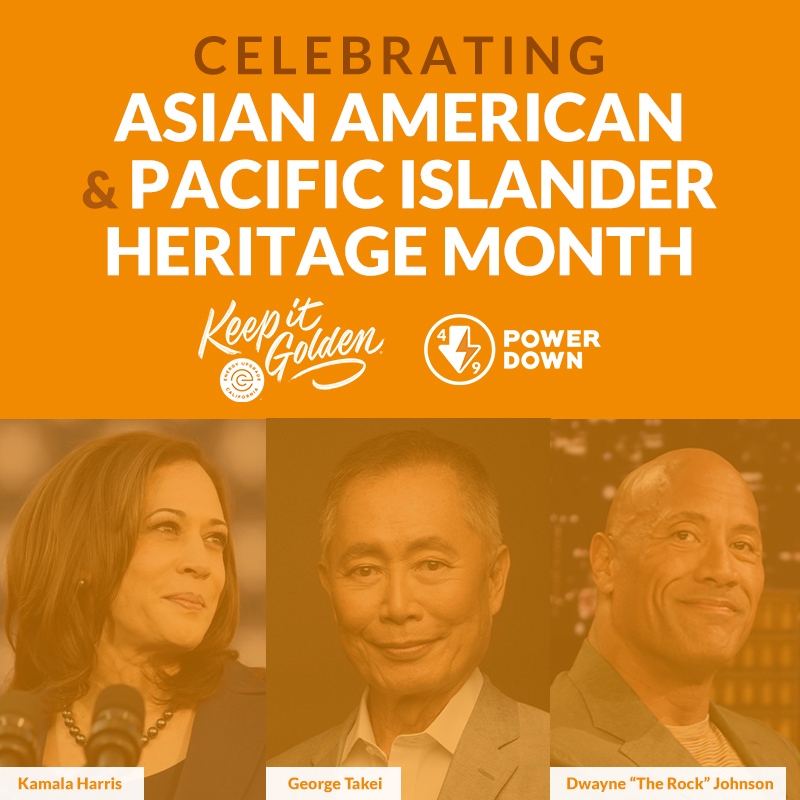 CELEBRATING
ASIAN AMERICAN
& PACIFIC ISLANDER
HERITAGE MONTH
Keep it
Golden
ENERGY UPGRADE
CALIFORNIA
4
9
POWER
DOWN
Kamala Harris
George Takei
Dwayne “The Rock” Johnson